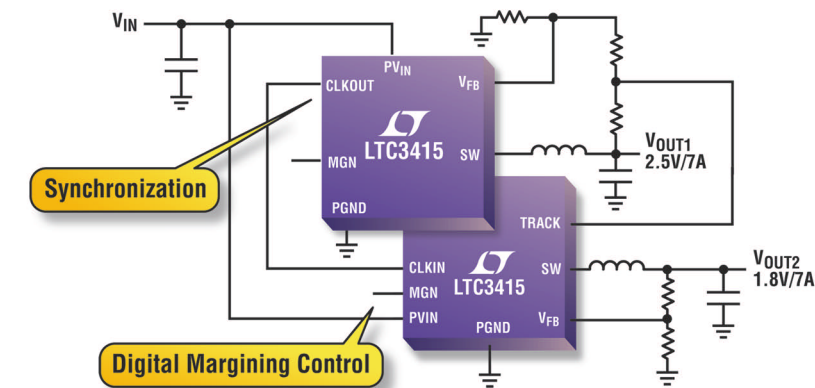 VIN
PVIN
CLKOUT
VFB
LTC3415
MGN
SW
PGND
VOUT1
2.5V/7A
Synchronization
TRACK
CLKIN
SW
VOUT2
1.8V/7A
MGN
LTC3415
PVIN
VFB
PGND
Digital Margining Control